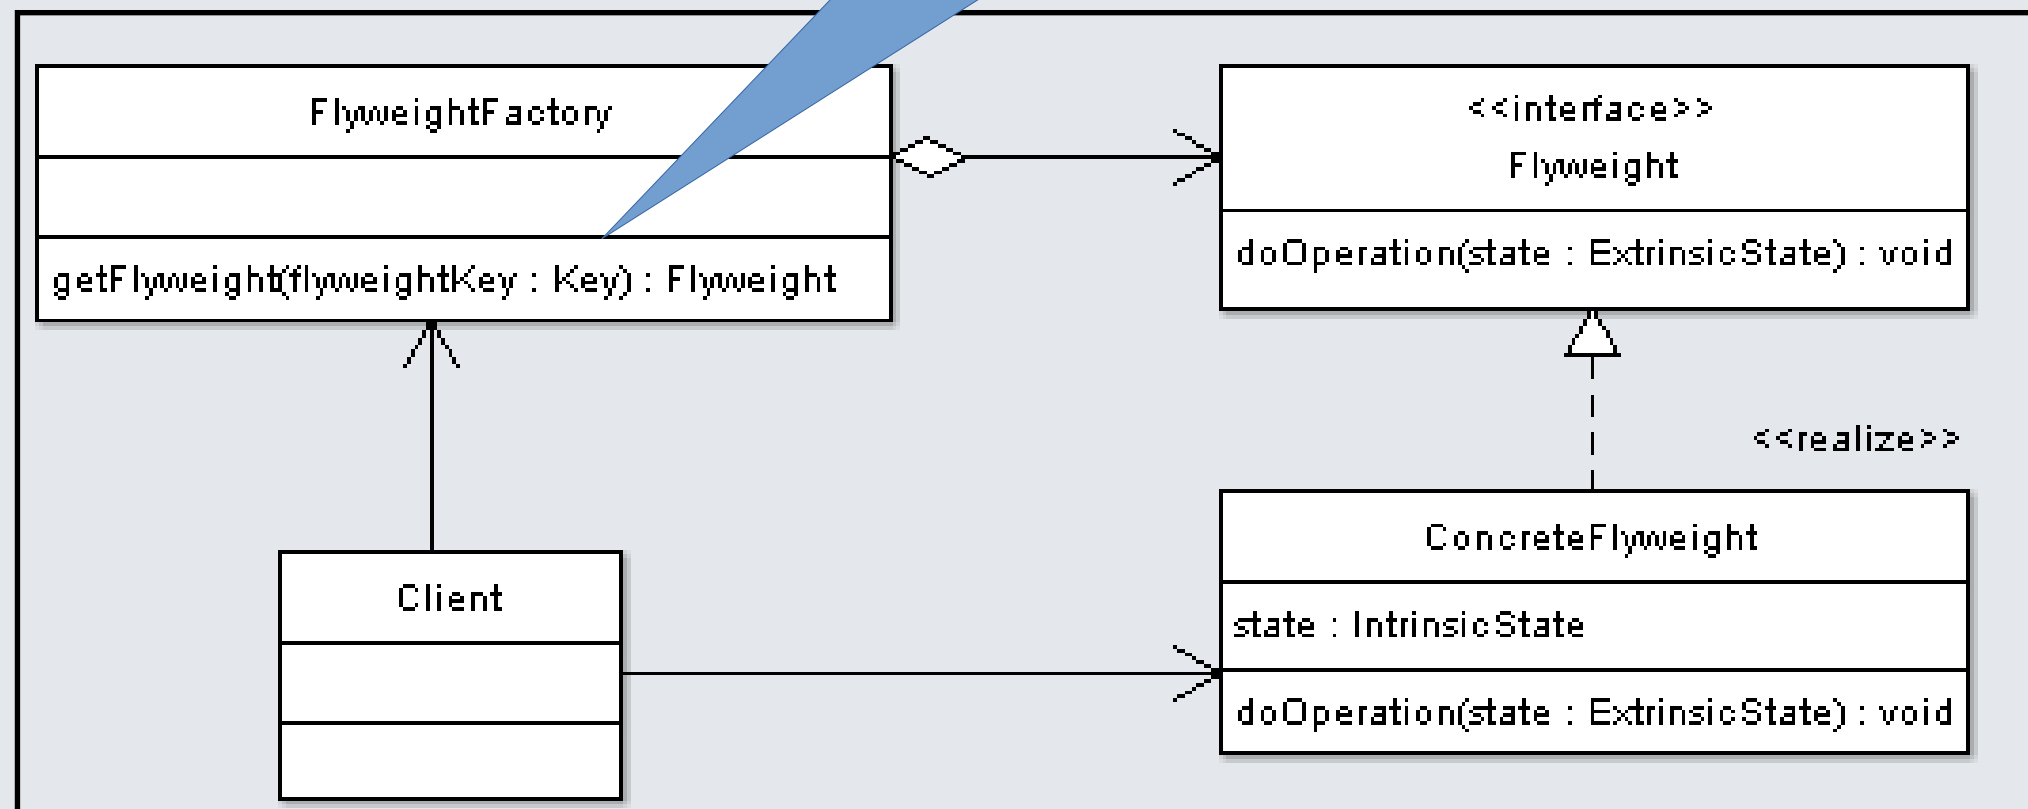 FlyweightFactory
getFlyweight(flyweightKey : Key) : Flyweight
<<interface>>
Flyweight
doOperation(state : ExtrinsicState) : void
<<realize>>
Client
ConcreteFlyweight
state : IntrinsicState
doOperation(state : ExtrinsicState) : void